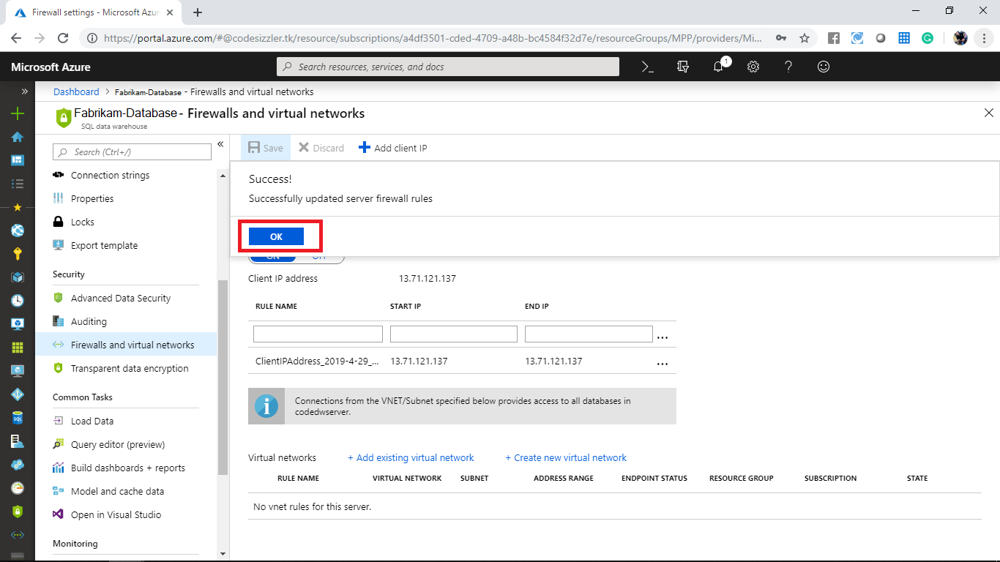 Firewall settings - Microsoft Azur
https://portal.azure.com/#@codesizzler.tk/resource/subscriptions/a4df3501-cded-4709-a48b-bc4584f32d7e/resourceGroups/MPP/providers/Mi...
Microsoft Azure
Search resources, services, and docs
1
Dashboard > Fabrikam-Database - Firewalls and virtual networks
Fabrikam-Database - Firewalls and virtual networks
SQL data warehouse
Search (Ctrl+/)
Connection strings
Properties
Locks
Export template
Security
Advanced Data Security
Auditing
Firewalls and virtual networks
Transparent data encryption
Common Tasks
Load Data
Query editor (preview)
Build dashboards + reports
Model and cache data
Open in Visual Studio
Monitoring
SQL
Save Discard Add client IP
Success!
Successfully updated server firewall rules
OK
ON Off
Client IP address 13.71.121.137
RULE NAME START IP END IP
...
ClientIPAddress_2019-4-29_... 13.71.121.137 13.71.121.137 ...
Connections from the VNET/Subnet specified below provides access to all databases in
codedwserver.
Virtual networks + Add existing virtual network + Create new virtual network
RULE NAME VIRTUAL NETWORK SUBNET ADDRESS RANGE ENDPOINT STATUS RESOURCE GROUP SUBSCRIPTION STATE
No vnet rules for this server.